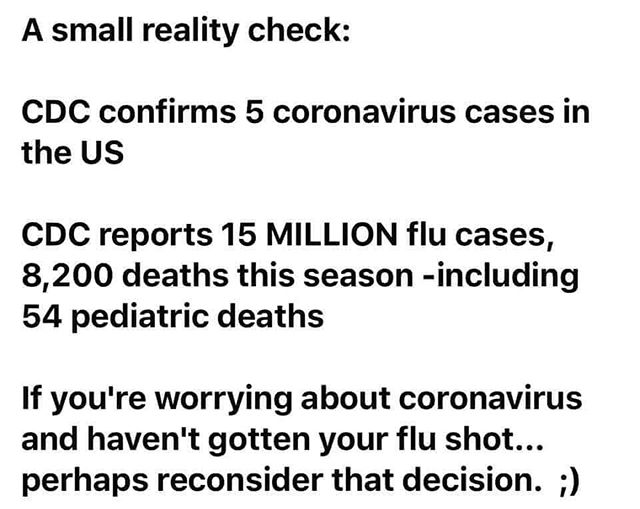 A small reality check:
CDC confirms 5 coronavirus cases in
the US
CDC reports 15 MILLION flu cases,
8,200 deaths this season -including
54 pediatric deaths
If you're worrying about coronavirus
and haven't gotten your flu shot...
perhaps reconsider that decision.  ;)